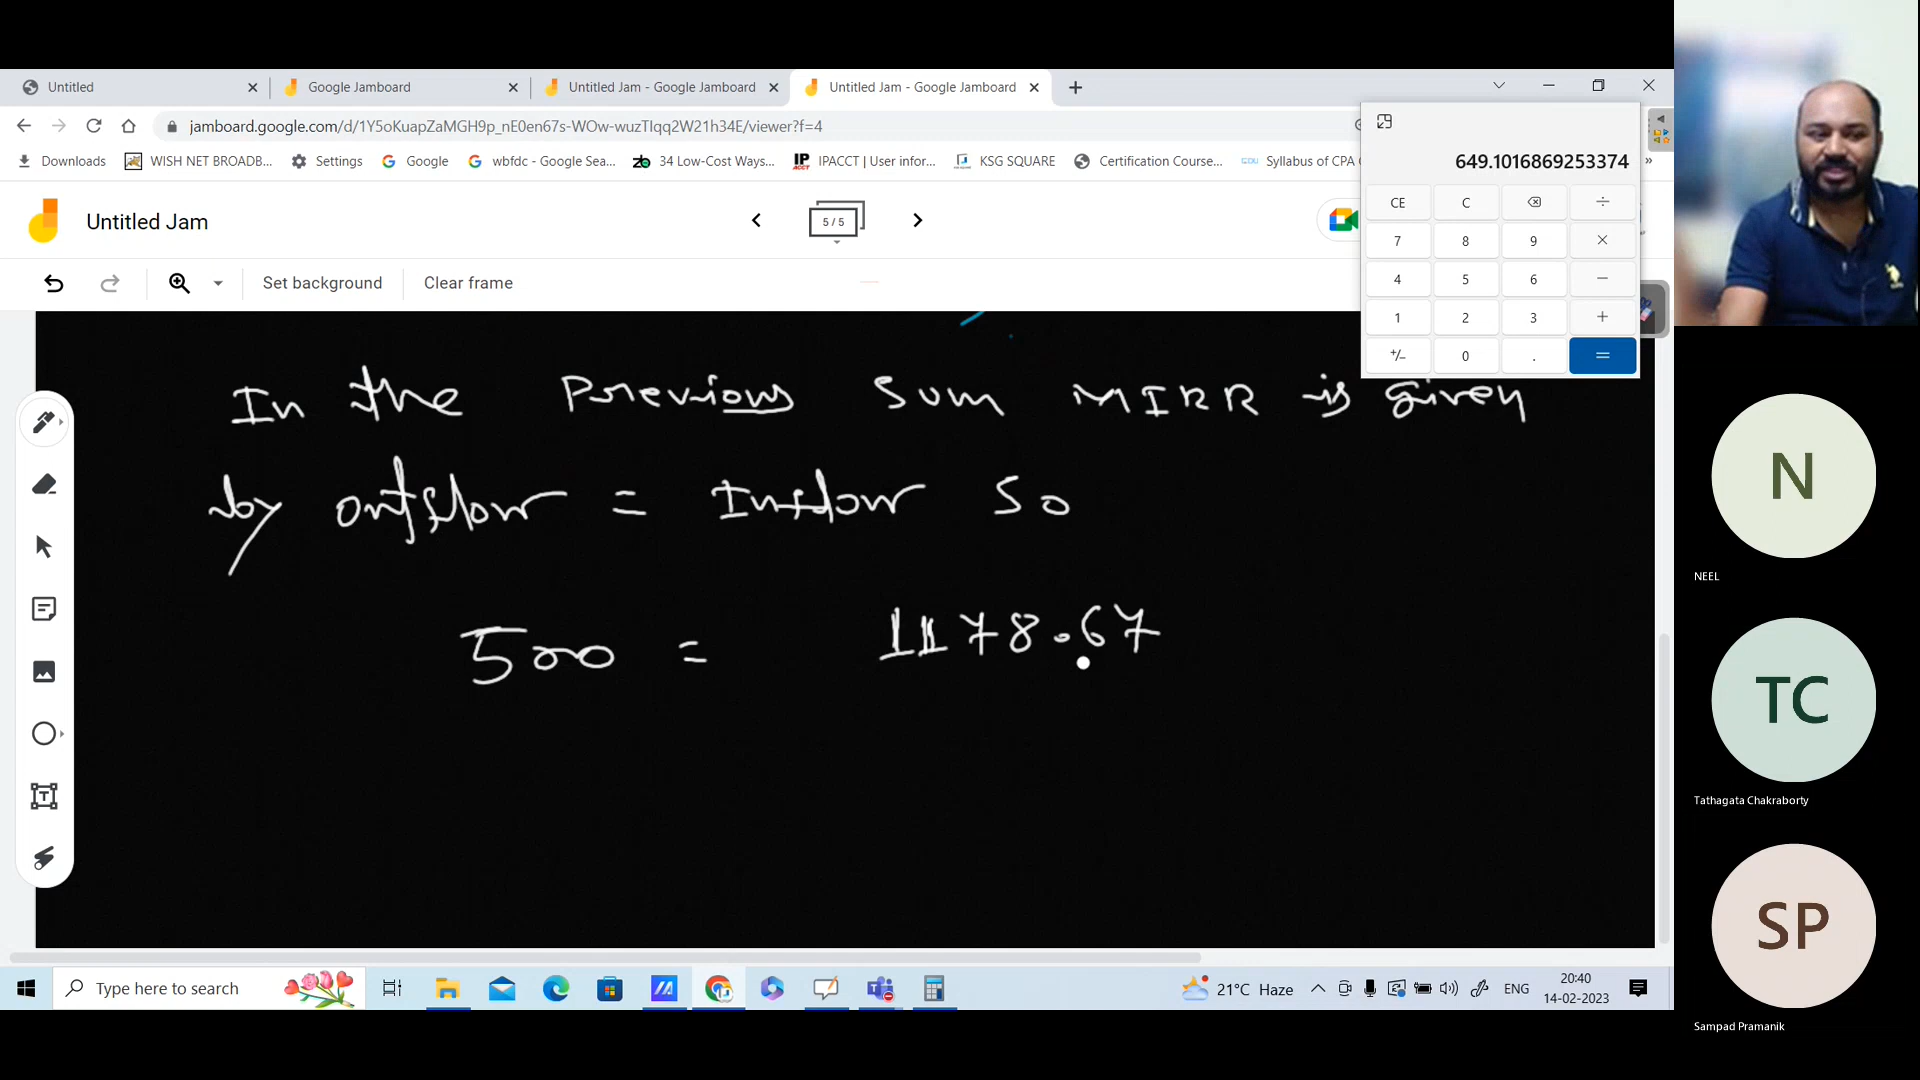 Untitled
Google Jamboard
Untitled Jam - Google Jamboard
Untitled Jam - Google Jamboard
jamboard.google.com/d/1Y5oKuapZaMGH9p_nE0en67s-WOw-wuzTlqq2W21h34E/viewer?f=4
Downloads
WISH NET BROADB...
Settings
Google
wbfdc - Google Sea...
34 Low-Cost Ways...
IPACCT | User infor...
KSG SQUARE
Certification Course...
Syllabus of CPA
»
649.1016869253374
CE C ÷
7 8 9 ×
4 5 6 −
1 2 3 +
+/− 0 . =
Untitled Jam
5 / 5
Set background
Clear frame
In the Previous Sum MIRR is given
by outflow = Inflow So
500 = 1178.67
N
NEEL
TC
Tathagata Chakraborty
SP
Sampad Pramanik
Type here to search
21°C Haze
ENG
20:40
14-02-2023